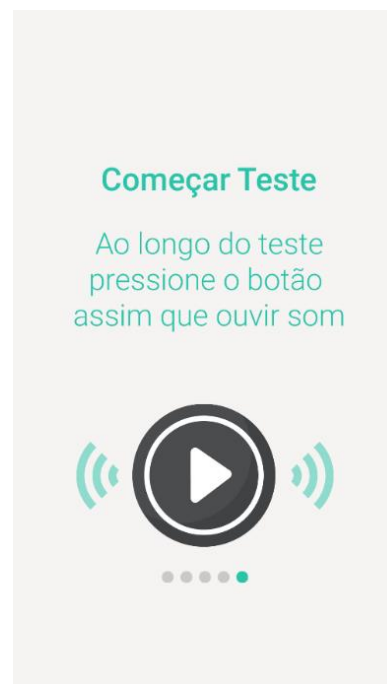 Começar Teste
Ao longo do teste
pressione o botão
assim que ouvir som